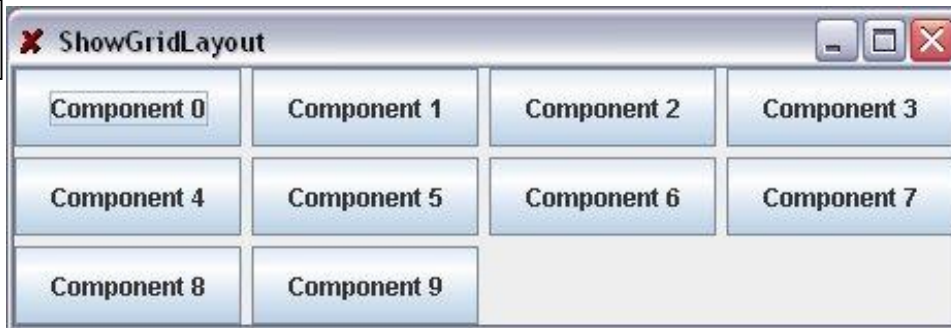 ShowGridLayout
Component 0 Component 1 Component 2 Component 3
Component 4 Component 5 Component 6 Component 7
Component 8 Component 9